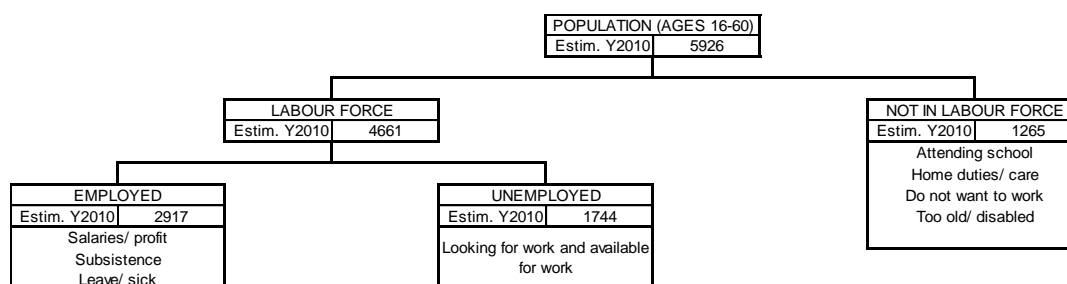 POPULATION (AGES 16-60)
Estim. Y2010 5926
LABOUR FORCE
Estim. Y2010 4661
NOT IN LABOUR FORCE
Estim. Y2010 1265
Attending school
Home duties/ care
Do not want to work
Too old/ disabled
EMPLOYED
Estim. Y2010 2917
Salaries/ profit
Subsistence
Leave/ sick
UNEMPLOYED
Estim. Y2010 1744
Looking for work and available
for work